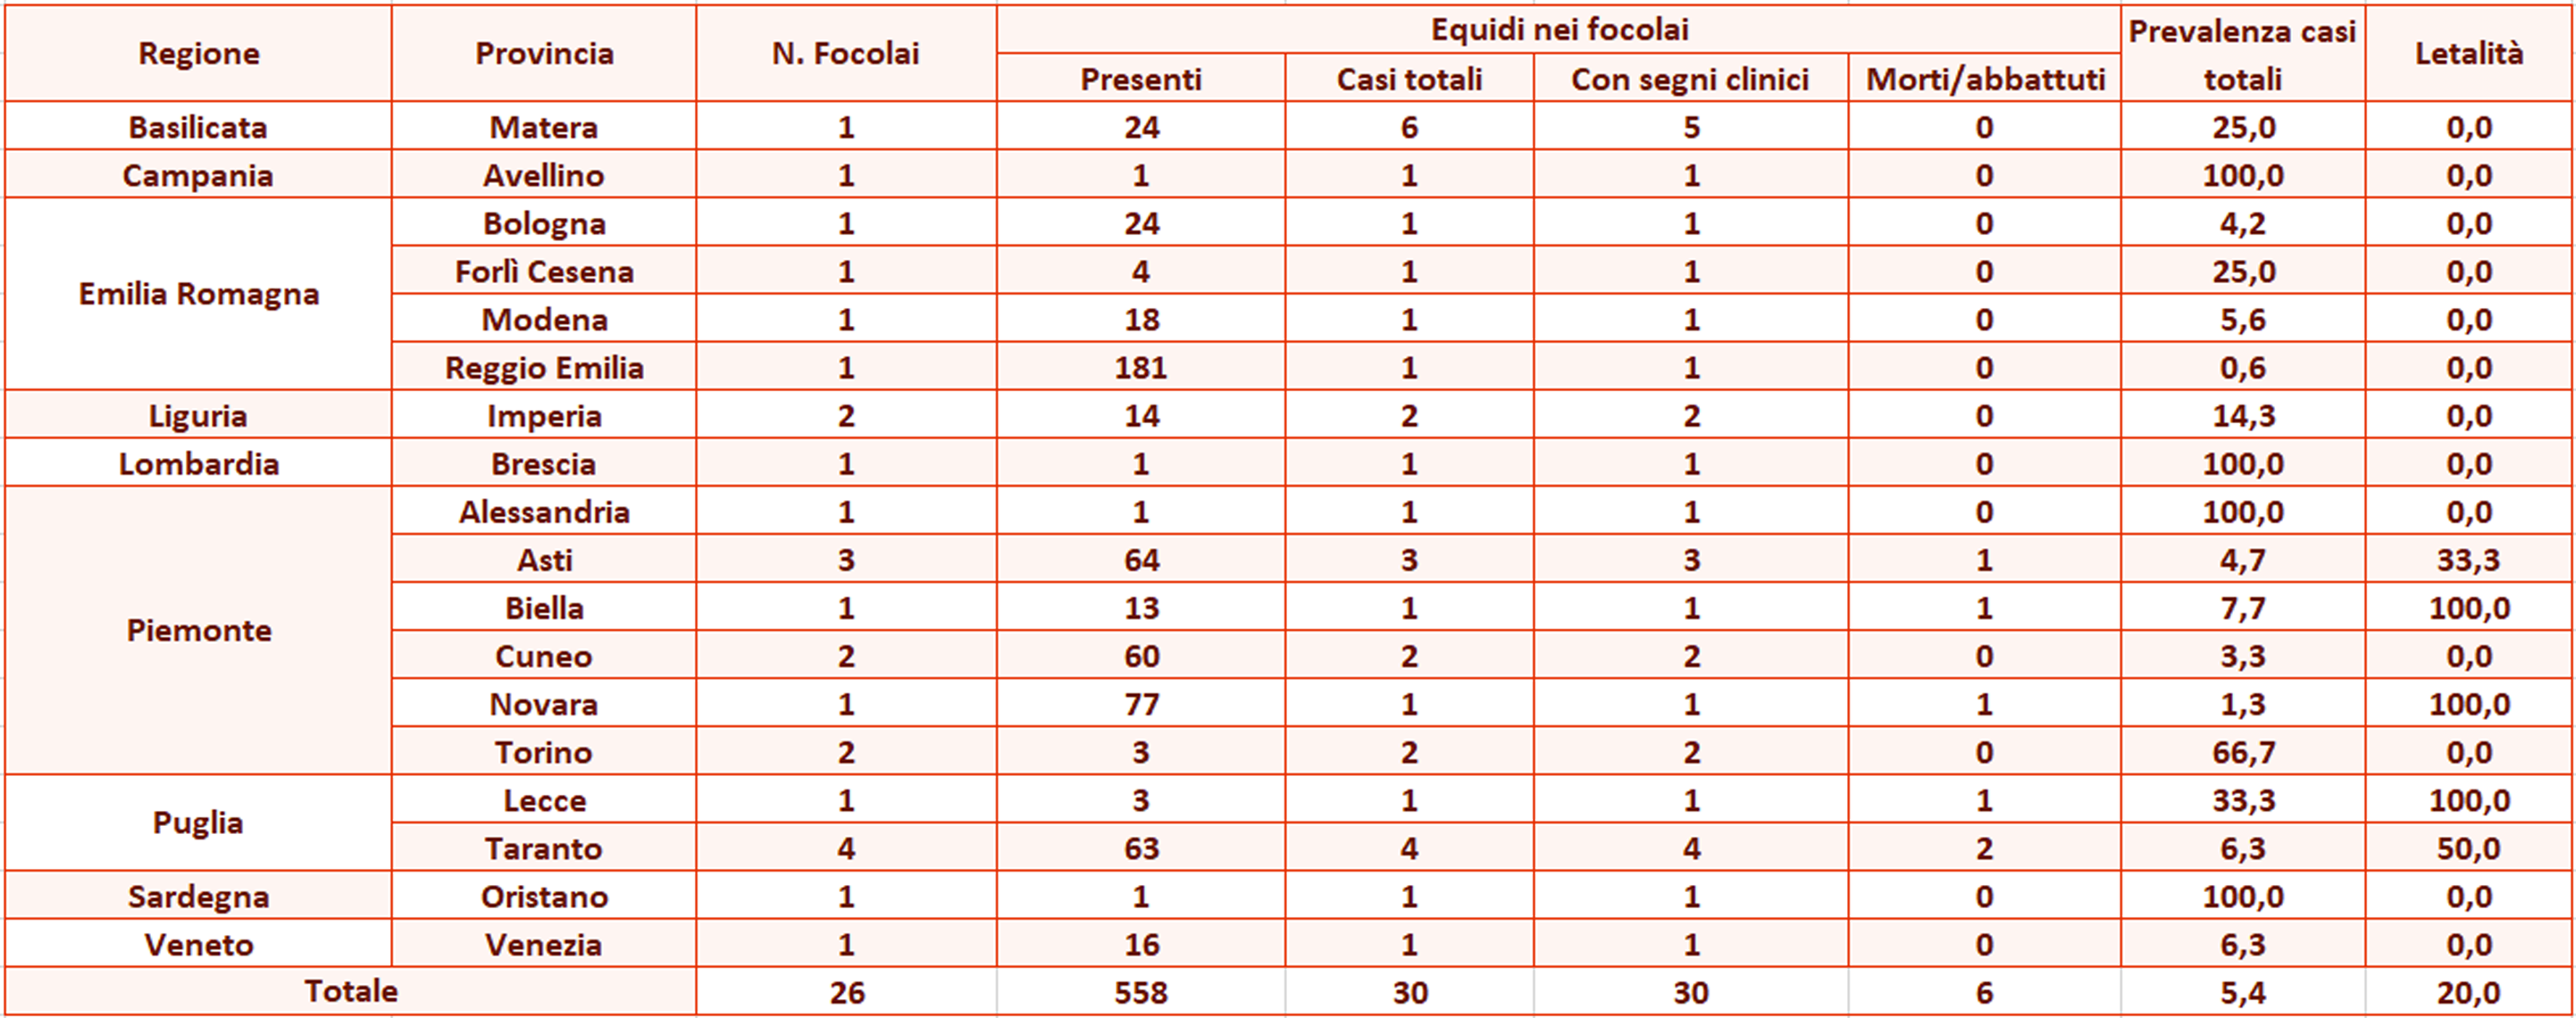 Regione Provincia N. Focolai Equidi nei focolai Prevalenza casi totali Letalità
Presenti Casi totali Con segni clinici Morti/abbattuti
Basilicata Matera 1 24 6 5 0 25,0 0,0
Campania Avellino 1 1 1 1 0 100,0 0,0
Emilia Romagna Bologna 1 24 1 1 0 4,2 0,0
Forlì Cesena 1 4 1 1 0 25,0 0,0
Modena 1 18 1 1 0 5,6 0,0
Reggio Emilia 1 181 1 1 0 0,6 0,0
Liguria Imperia 2 14 2 2 0 14,3 0,0
Lombardia Brescia 1 1 1 1 0 100,0 0,0
Piemonte Alessandria 1 1 1 1 0 100,0 0,0
Asti 3 64 3 3 1 4,7 33,3
Biella 1 13 1 1 1 7,7 100,0
Cuneo 2 60 2 2 0 3,3 0,0
Novara 1 77 1 1 1 1,3 100,0
Torino 2 3 2 2 0 66,7 0,0
Puglia Lecce 1 3 1 1 1 33,3 100,0
Taranto 4 63 4 4 2 6,3 50,0
Sardegna Oristano 1 1 1 1 0 100,0 0,0
Veneto Venezia 1 16 1 1 0 6,3 0,0
Totale 26 558 30 30 6 5,4 20,0